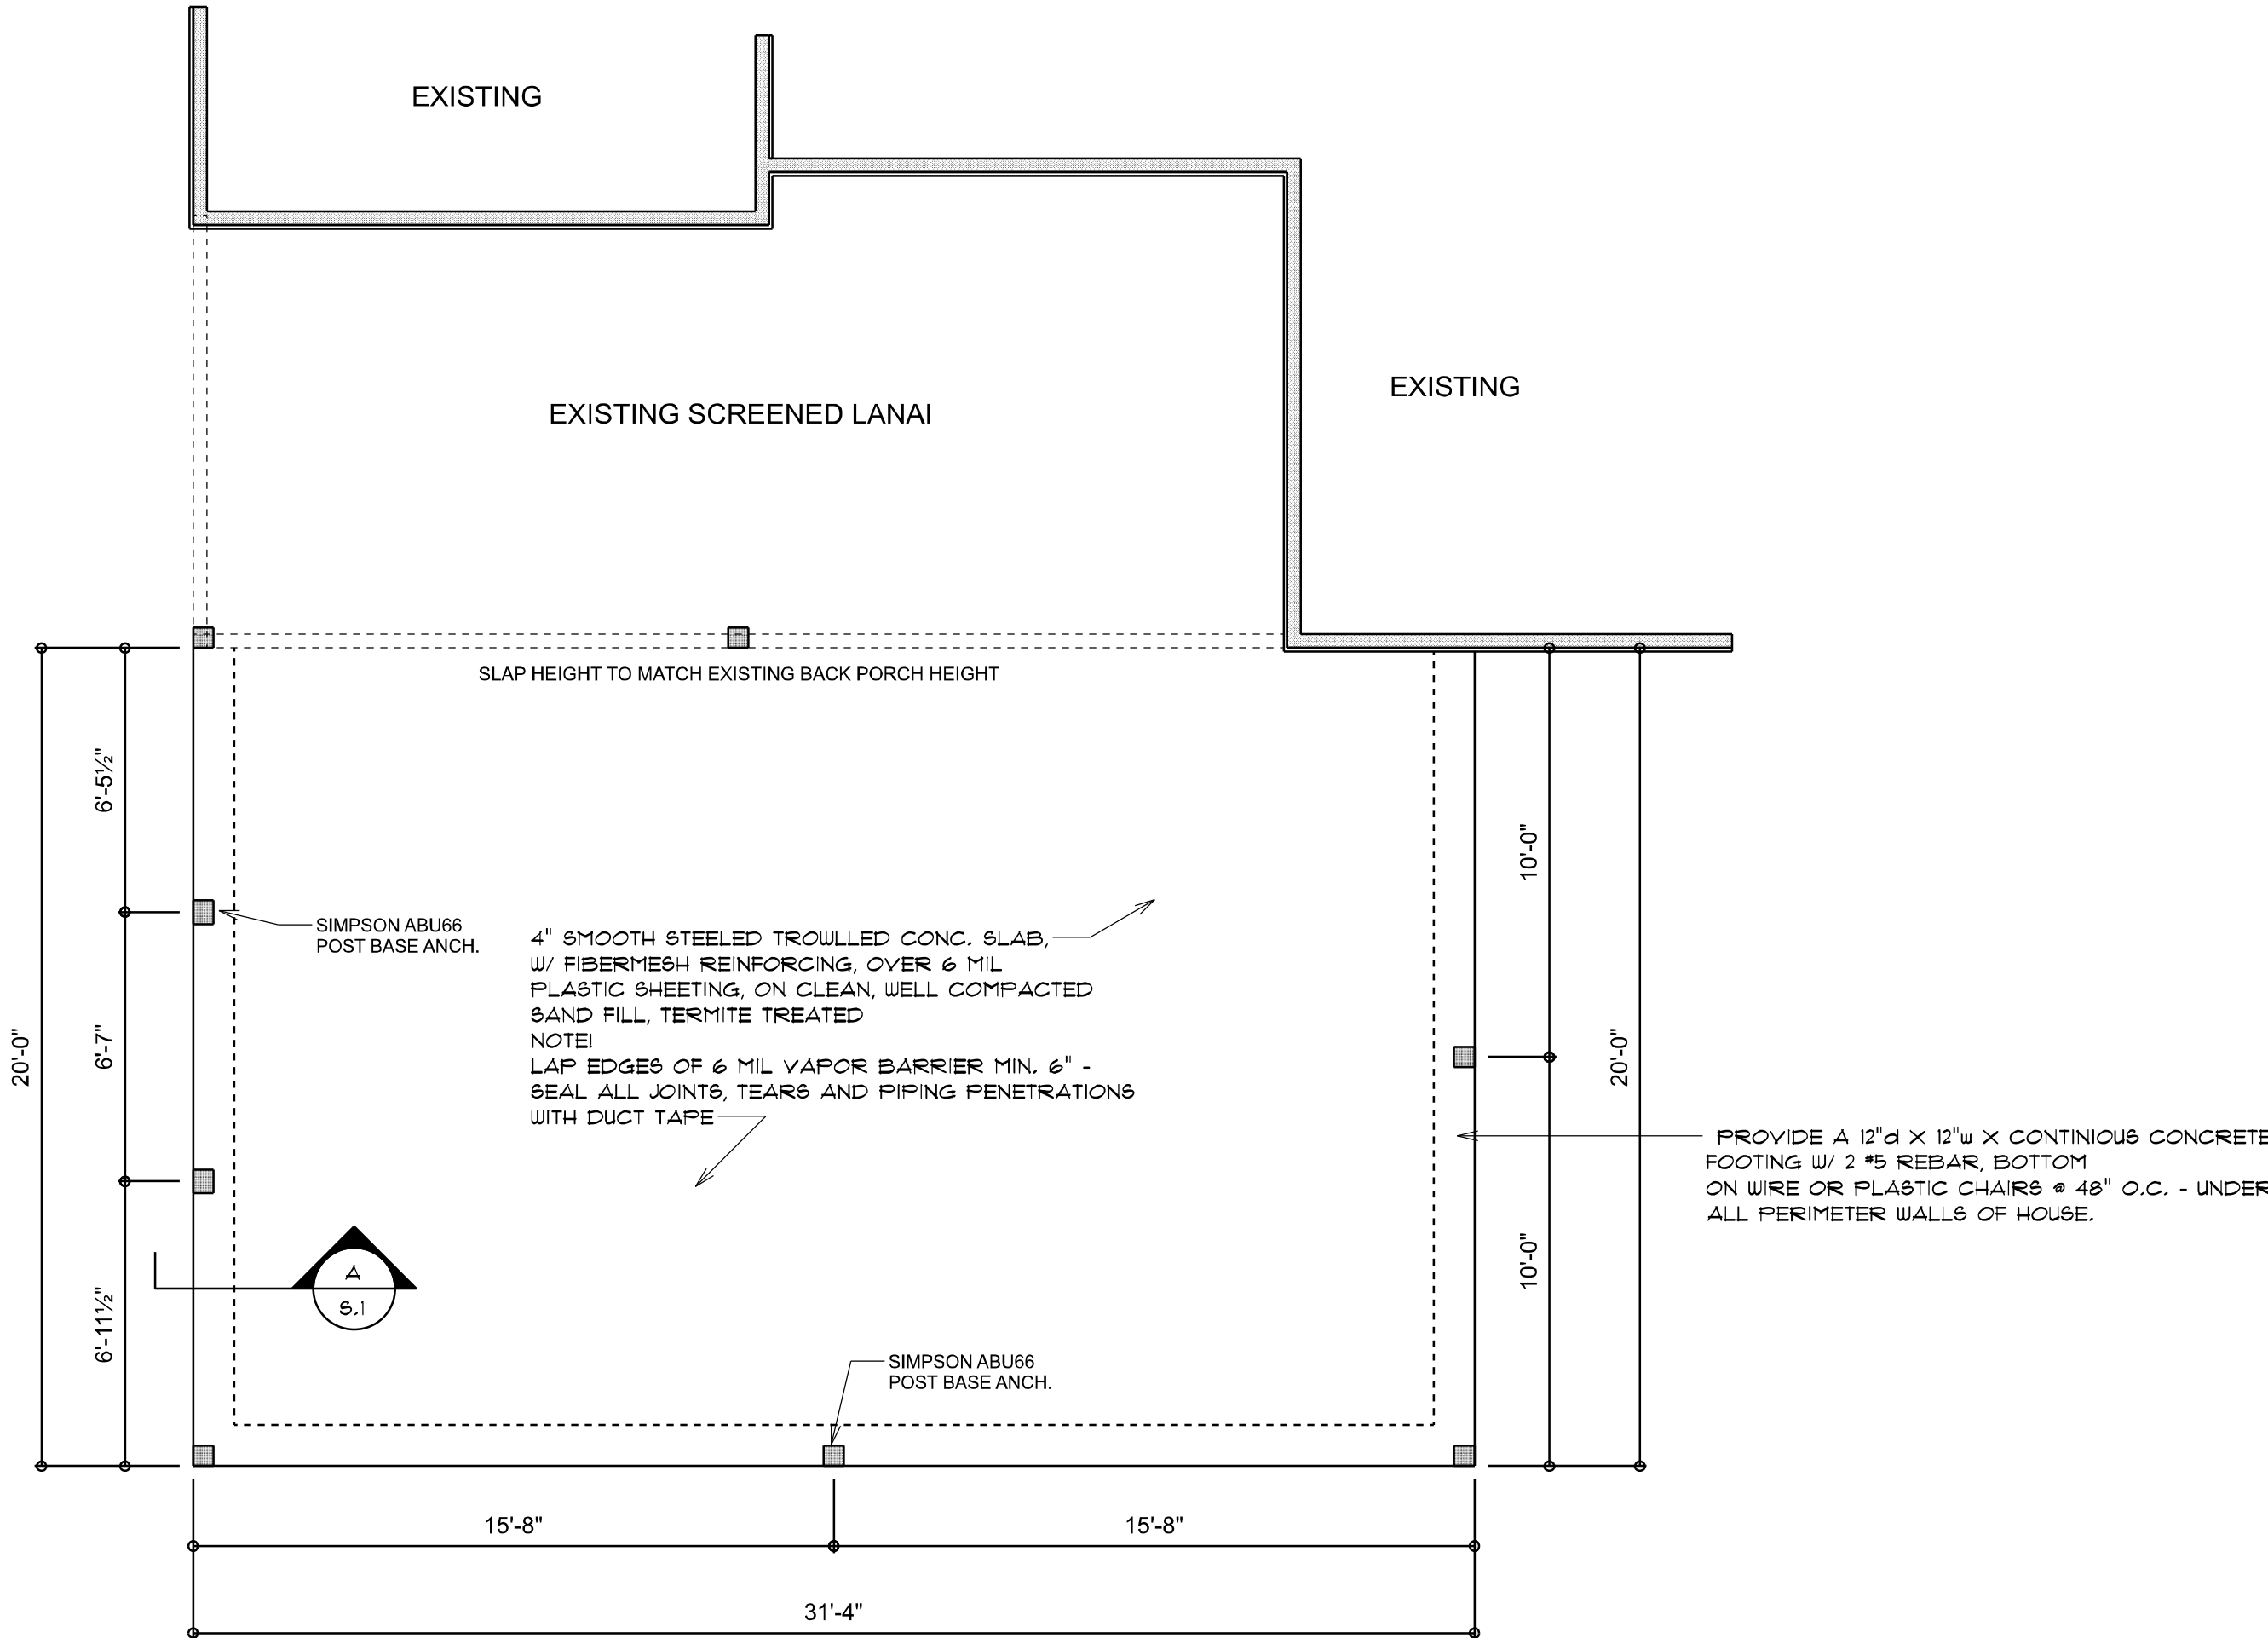 EXISTING
EXISTING
EXISTING SCREENED LANAI
SLAP HEIGHT TO MATCH EXISTING BACK PORCH HEIGHT
6'-5½"
10'-0"
SIMPSON ABU66
POST BASE ANCH.
4" SMOOTH STEELED TROWLLED CONC. SLAB,
W/ FIBERMESH REINFORCING, OVER 6 MIL
PLASTIC SHEETING, ON CLEAN, WELL COMPACTED
SAND FILL, TERMITE TREATED
NOTE!
LAP EDGES OF 6 MIL VAPOR BARRIER MIN. 6" -
SEAL ALL JOINTS, TEARS AND PIPING PENETRATIONS
WITH DUCT TAPE
20'-0"
6'-7"
20'-0"
PROVIDE A 12"d X 12"w X CONTINIOUS CONCRETE
FOOTING W/ 2 #5 REBAR, BOTTOM
ON WIRE OR PLASTIC CHAIRS @ 48" O.C. - UNDER
ALL PERIMETER WALLS OF HOUSE.
A
S.1
6'-11½"
10'-0"
SIMPSON ABU66
POST BASE ANCH.
15'-8"
15'-8"
31'-4"